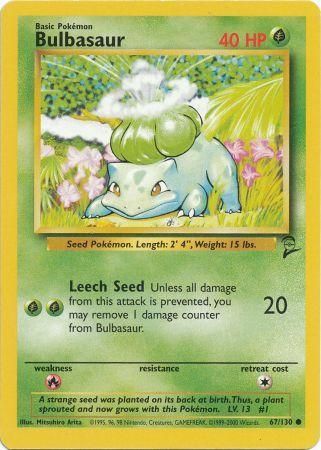 Basic Pokémon
Bulbasaur 40 HP
Seed Pokémon. Length: 2' 4", Weight: 15 lbs.
Leech Seed Unless all damage
from this attack is prevented, you
may remove 1 damage counter
from Bulbasaur.
20
weakness resistance retreat cost
A strange seed was planted on its back at birth. Thus, a plant
sprouted and now grows with this Pokémon. LV. 13 #1
Illus. Mitsuhiro Arita ©1995, 96, 98 Nintendo, Creatures, GAMEFREAK. ©1999-2000 Wizards. 67/130